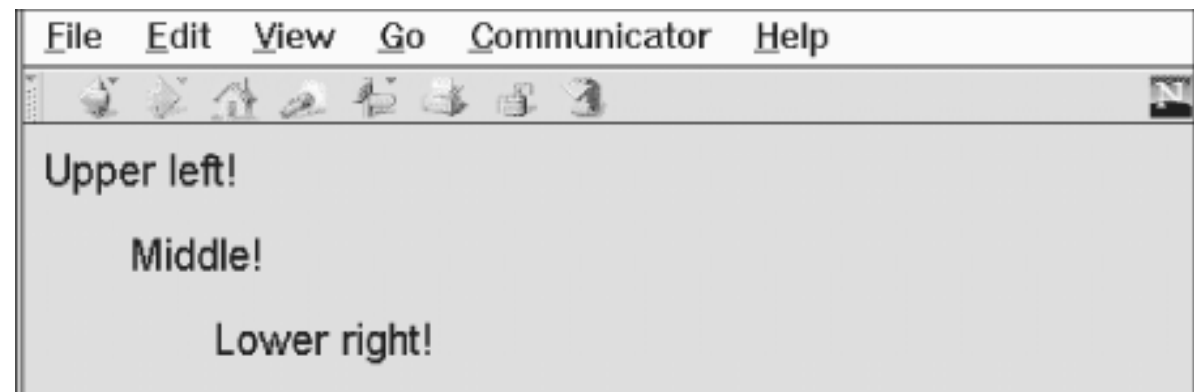 File Edit View Go Communicator Help
N
Upper left!
Middle!
Lower right!